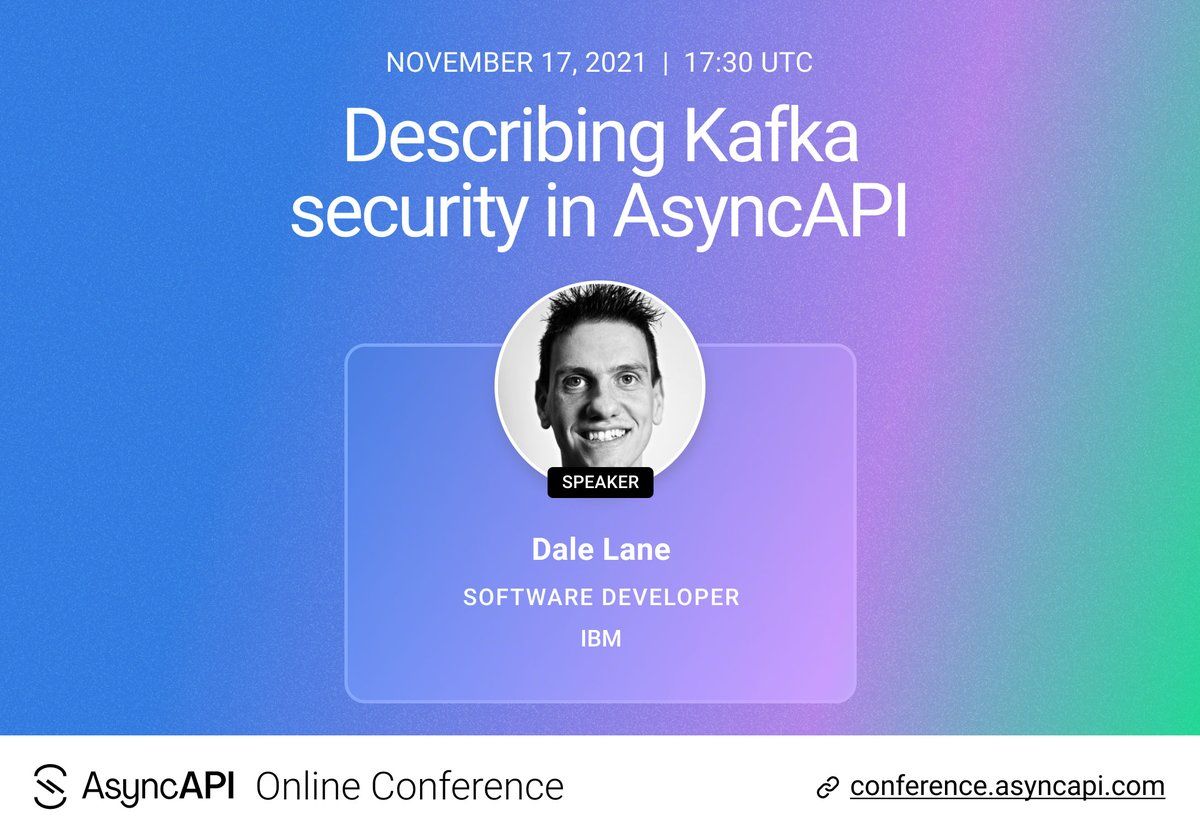 NOVEMBER 17, 2021 | 17:30 UTC
Describing Kafka
security in AsyncAPI
SPEAKER
Dale Lane
SOFTWARE DEVELOPER
IBM
AsyncAPI Online Conference
conference.asyncapi.com